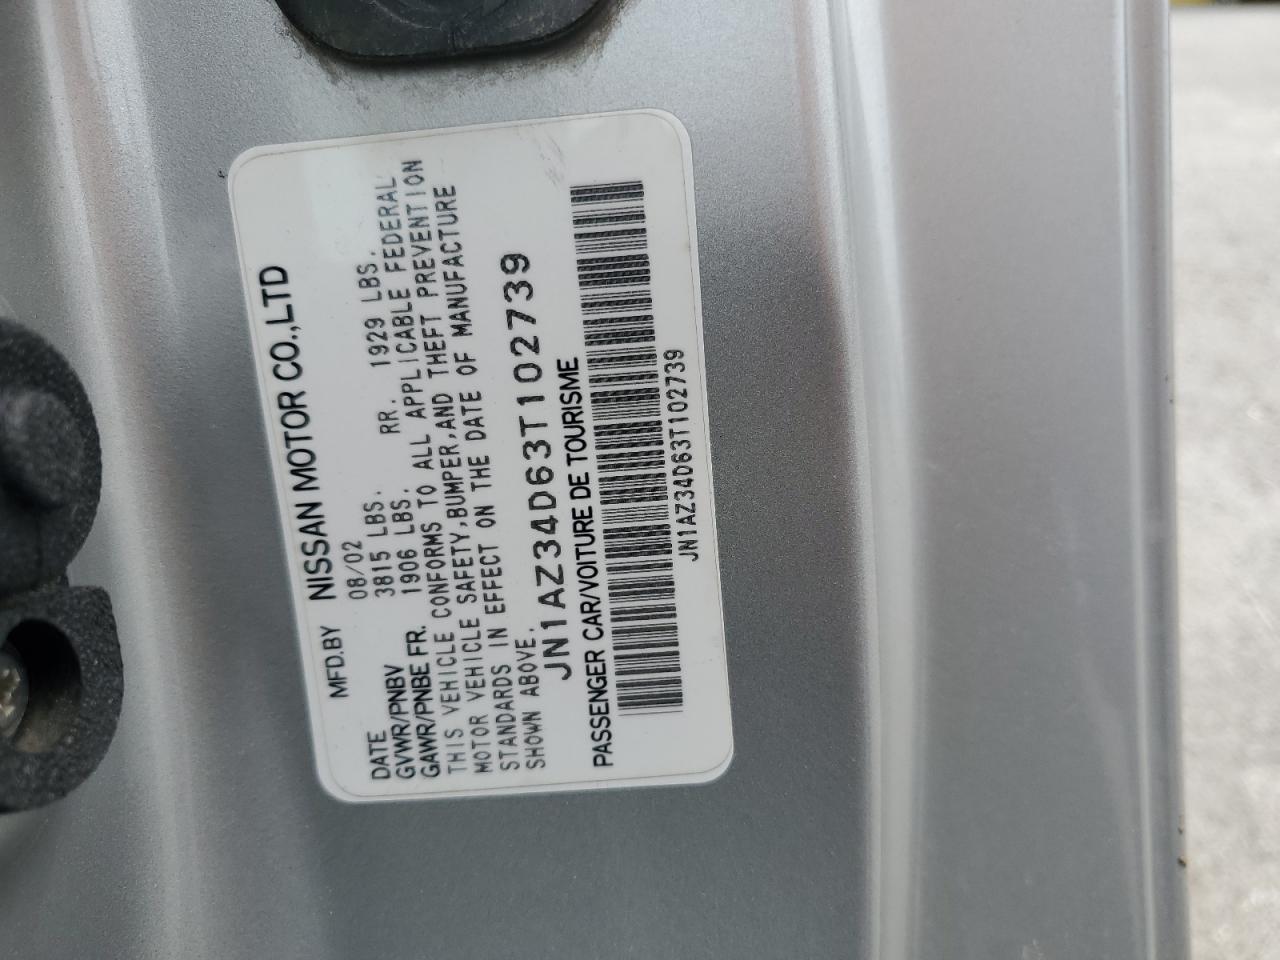 MFD.BY NISSAN MOTOR CO.,LTD
DATE 08/02
GVWR/PNBV 3815 LBS.
GAWR/PNBE FR. 1906 LBS. RR. 1929 LBS.
THIS VEHICLE CONFORMS TO ALL APPLICABLE FEDERAL
MOTOR VEHICLE SAFETY,BUMPER,AND THEFT PREVENTION
STANDARDS IN EFFECT ON THE DATE OF MANUFACTURE
SHOWN ABOVE.
JN1AZ34D63T102739
PASSENGER CAR/VOITURE DE TOURISME
JN1AZ34D63T102739